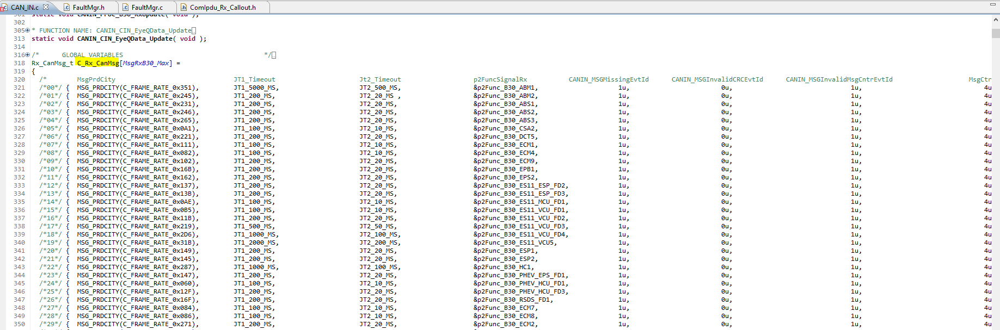 CAN_IN.c FaultMgr.h FaultMgr.c ComIpdu_Rx_Callout.h
301 static void CANIN_Proc_B30_RxUpdate( void );
302
305 * FUNCTION NAME: CANIN_CIN_EyeQData_Update
313 static void CANIN_CIN_EyeQData_Update( void );
314
316 /* GLOBAL VARIABLES */
318 Rx_CanMsg_t C_Rx_CanMsg[MsgRxB30_Max] =
319 {
320 /* MsgPrdCity JT1_Timeout Jt2_Timeout p2FuncSignalRx CANIN_MSGMissingEvtId CANIN_MSGInvalidCRCEvtId CANIN_MSGInvalidMsgCntrEvtId MsgCtr
321 /*00*/ { MSG_PRDCITY(C_FRAME_RATE_0x351), JT1_5000_MS, JT2_500_MS, &p2Func_B30_ABM1, 1u, 0u, 1u, 4u
322 /*01*/ { MSG_PRDCITY(C_FRAME_RATE_0x245), JT1_200_MS, JT2_20_MS , &p2Func_B30_ABM2, 1u, 0u, 1u, 4u
323 /*02*/ { MSG_PRDCITY(C_FRAME_RATE_0x231), JT1_200_MS, JT2_20_MS, &p2Func_B30_ABS1, 1u, 0u, 1u, 4u
324 /*03*/ { MSG_PRDCITY(C_FRAME_RATE_0x246), JT1_200_MS, JT2_20_MS, &p2Func_B30_ABS2, 1u, 0u, 1u, 4u
325 /*04*/ { MSG_PRDCITY(C_FRAME_RATE_0x265), JT1_200_MS, JT2_20_MS, &p2Func_B30_ABS3, 1u, 0u, 1u, 4u
326 /*05*/ { MSG_PRDCITY(C_FRAME_RATE_0x0A1), JT1_100_MS, JT2_10_MS, &p2Func_B30_CSA2, 1u, 0u, 1u, 4u
327 /*06*/ { MSG_PRDCITY(C_FRAME_RATE_0x221), JT1_200_MS, JT2_20_MS, &p2Func_B30_DCT5, 1u, 0u, 1u, 4u
328 /*07*/ { MSG_PRDCITY(C_FRAME_RATE_0x111), JT1_100_MS, JT2_10_MS, &p2Func_B30_ECM1, 1u, 0u, 1u, 4u
329 /*08*/ { MSG_PRDCITY(C_FRAME_RATE_0x082), JT1_100_MS, JT2_10_MS, &p2Func_B30_ECM4, 1u, 0u, 1u, 4u
330 /*09*/ { MSG_PRDCITY(C_FRAME_RATE_0x102), JT1_200_MS, JT2_20_MS, &p2Func_B30_ECM9, 1u, 0u, 1u, 4u
331 /*10*/ { MSG_PRDCITY(C_FRAME_RATE_0x16B), JT1_200_MS, JT2_20_MS, &p2Func_B30_EPB1, 1u, 0u, 1u, 4u
332 /*11*/ { MSG_PRDCITY(C_FRAME_RATE_0x162), JT1_200_MS, JT2_20_MS, &p2Func_B30_EPS2, 1u, 0u, 1u, 4u
333 /*12*/ { MSG_PRDCITY(C_FRAME_RATE_0x137), JT1_200_MS, JT2_20_MS, &p2Func_B30_ES11_ESP_FD2, 1u, 0u, 1u, 4u
334 /*13*/ { MSG_PRDCITY(C_FRAME_RATE_0x13B), JT1_200_MS, JT2_20_MS, &p2Func_B30_ES11_ESP_FD3, 1u, 0u, 1u, 4u
335 /*14*/ { MSG_PRDCITY(C_FRAME_RATE_0x0AE), JT1_100_MS, JT2_10_MS, &p2Func_B30_ES11_MCU_FD1, 1u, 0u, 1u, 4u
336 /*15*/ { MSG_PRDCITY(C_FRAME_RATE_0x0B5), JT1_100_MS, JT2_10_MS, &p2Func_B30_ES11_VCU_FD1, 1u, 0u, 1u, 4u
337 /*16*/ { MSG_PRDCITY(C_FRAME_RATE_0x11B), JT1_200_MS, JT2_20_MS, &p2Func_B30_ES11_VCU_FD2, 1u, 0u, 1u, 4u
338 /*17*/ { MSG_PRDCITY(C_FRAME_RATE_0x219), JT1_500_MS, JT2_50_MS, &p2Func_B30_ES11_VCU_FD3, 1u, 0u, 1u, 4u
339 /*18*/ { MSG_PRDCITY(C_FRAME_RATE_0x2D6), JT1_1000_MS, JT2_100_MS, &p2Func_B30_ES11_VCU_FD4, 1u, 0u, 1u, 4u
340 /*19*/ { MSG_PRDCITY(C_FRAME_RATE_0x31B), JT1_2000_MS, JT2_200_MS, &p2Func_B30_ES11_VCU5, 1u, 0u, 1u, 4u
341 /*20*/ { MSG_PRDCITY(C_FRAME_RATE_0x149), JT1_200_MS, JT2_20_MS, &p2Func_B30_ESP1, 1u, 0u, 1u, 4u
342 /*21*/ { MSG_PRDCITY(C_FRAME_RATE_0x145), JT1_200_MS, JT2_20_MS, &p2Func_B30_ESP2, 1u, 0u, 1u, 4u
343 /*22*/ { MSG_PRDCITY(C_FRAME_RATE_0x287), JT1_1000_MS, JT2_100_MS, &p2Func_B30_HC1, 1u, 0u, 1u, 4u
344 /*23*/ { MSG_PRDCITY(C_FRAME_RATE_0x147), JT1_200_MS, JT2_20_MS, &p2Func_B30_PHEV_EPS_FD1, 1u, 0u, 1u, 4u
345 /*24*/ { MSG_PRDCITY(C_FRAME_RATE_0x060), JT1_100_MS, JT2_10_MS, &p2Func_B30_PHEV_HCU_FD1, 1u, 0u, 1u, 4u
346 /*25*/ { MSG_PRDCITY(C_FRAME_RATE_0x12F), JT1_200_MS, JT2_20_MS, &p2Func_B30_PHEV_HCU_FD3, 1u, 0u, 1u, 4u
347 /*26*/ { MSG_PRDCITY(C_FRAME_RATE_0x16F), JT1_200_MS, JT2_20_MS, &p2Func_B30_RSDS_FD1, 1u, 0u, 1u, 4u
348 /*27*/ { MSG_PRDCITY(C_FRAME_RATE_0x084), JT1_100_MS, JT2_10_MS, &p2Func_B30_ECM7, 1u, 0u, 1u, 4u
349 /*28*/ { MSG_PRDCITY(C_FRAME_RATE_0x086), JT1_100_MS, JT2_10_MS, &p2Func_B30_ECM8, 1u, 0u, 1u, 4u
350 /*29*/ { MSG_PRDCITY(C_FRAME_RATE_0x271), JT1_200_MS, JT2_20_MS, &p2Func_B30_ECM2, 1u, 0u, 1u, 4u